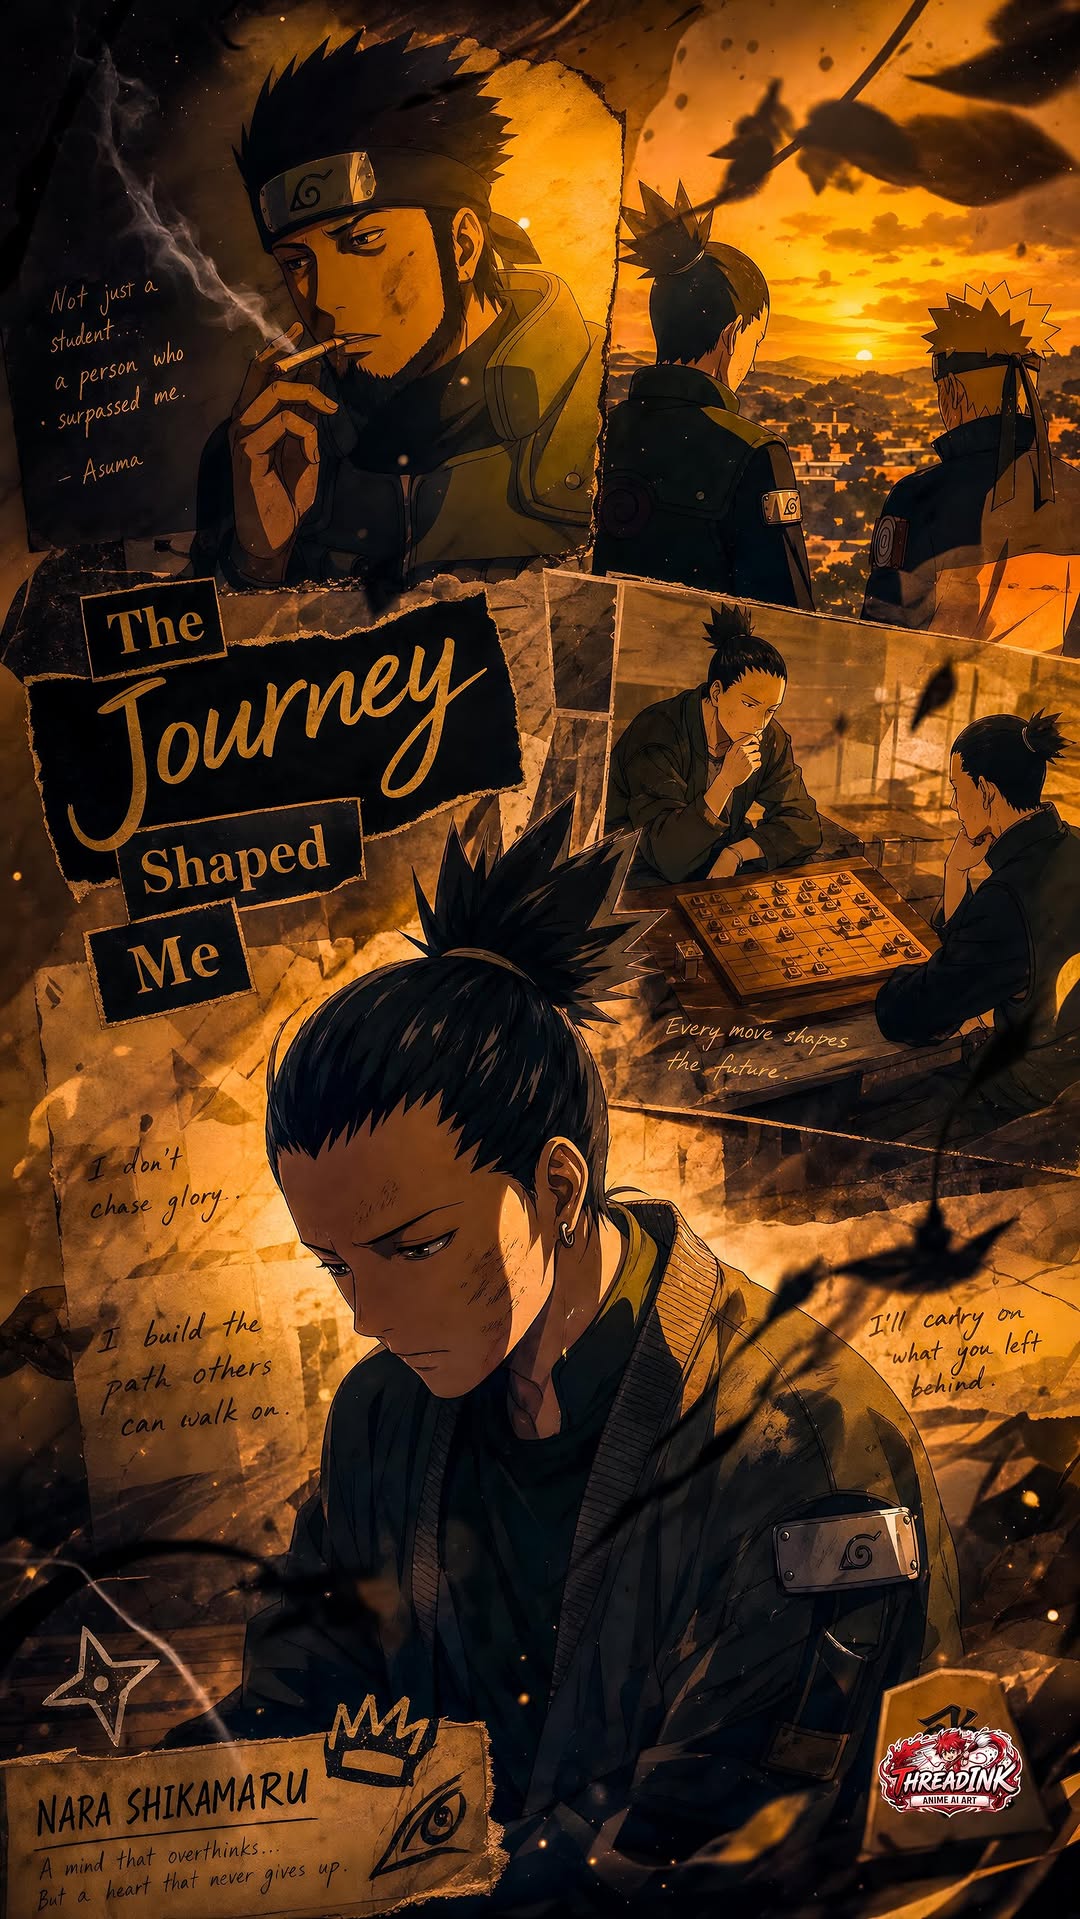 Not just a
student...
a person who
surpassed me.
- Asuma
The
Journey
Shaped
Me
Every move shapes
the future.
I don't
chase glory..
I build the
path others
can walk on.
I'll carry on
what you left
behind.
NARA SHIKAMARU
A mind that overthinks...
But a heart that never gives up.
THREADINK
ANIME AI ART